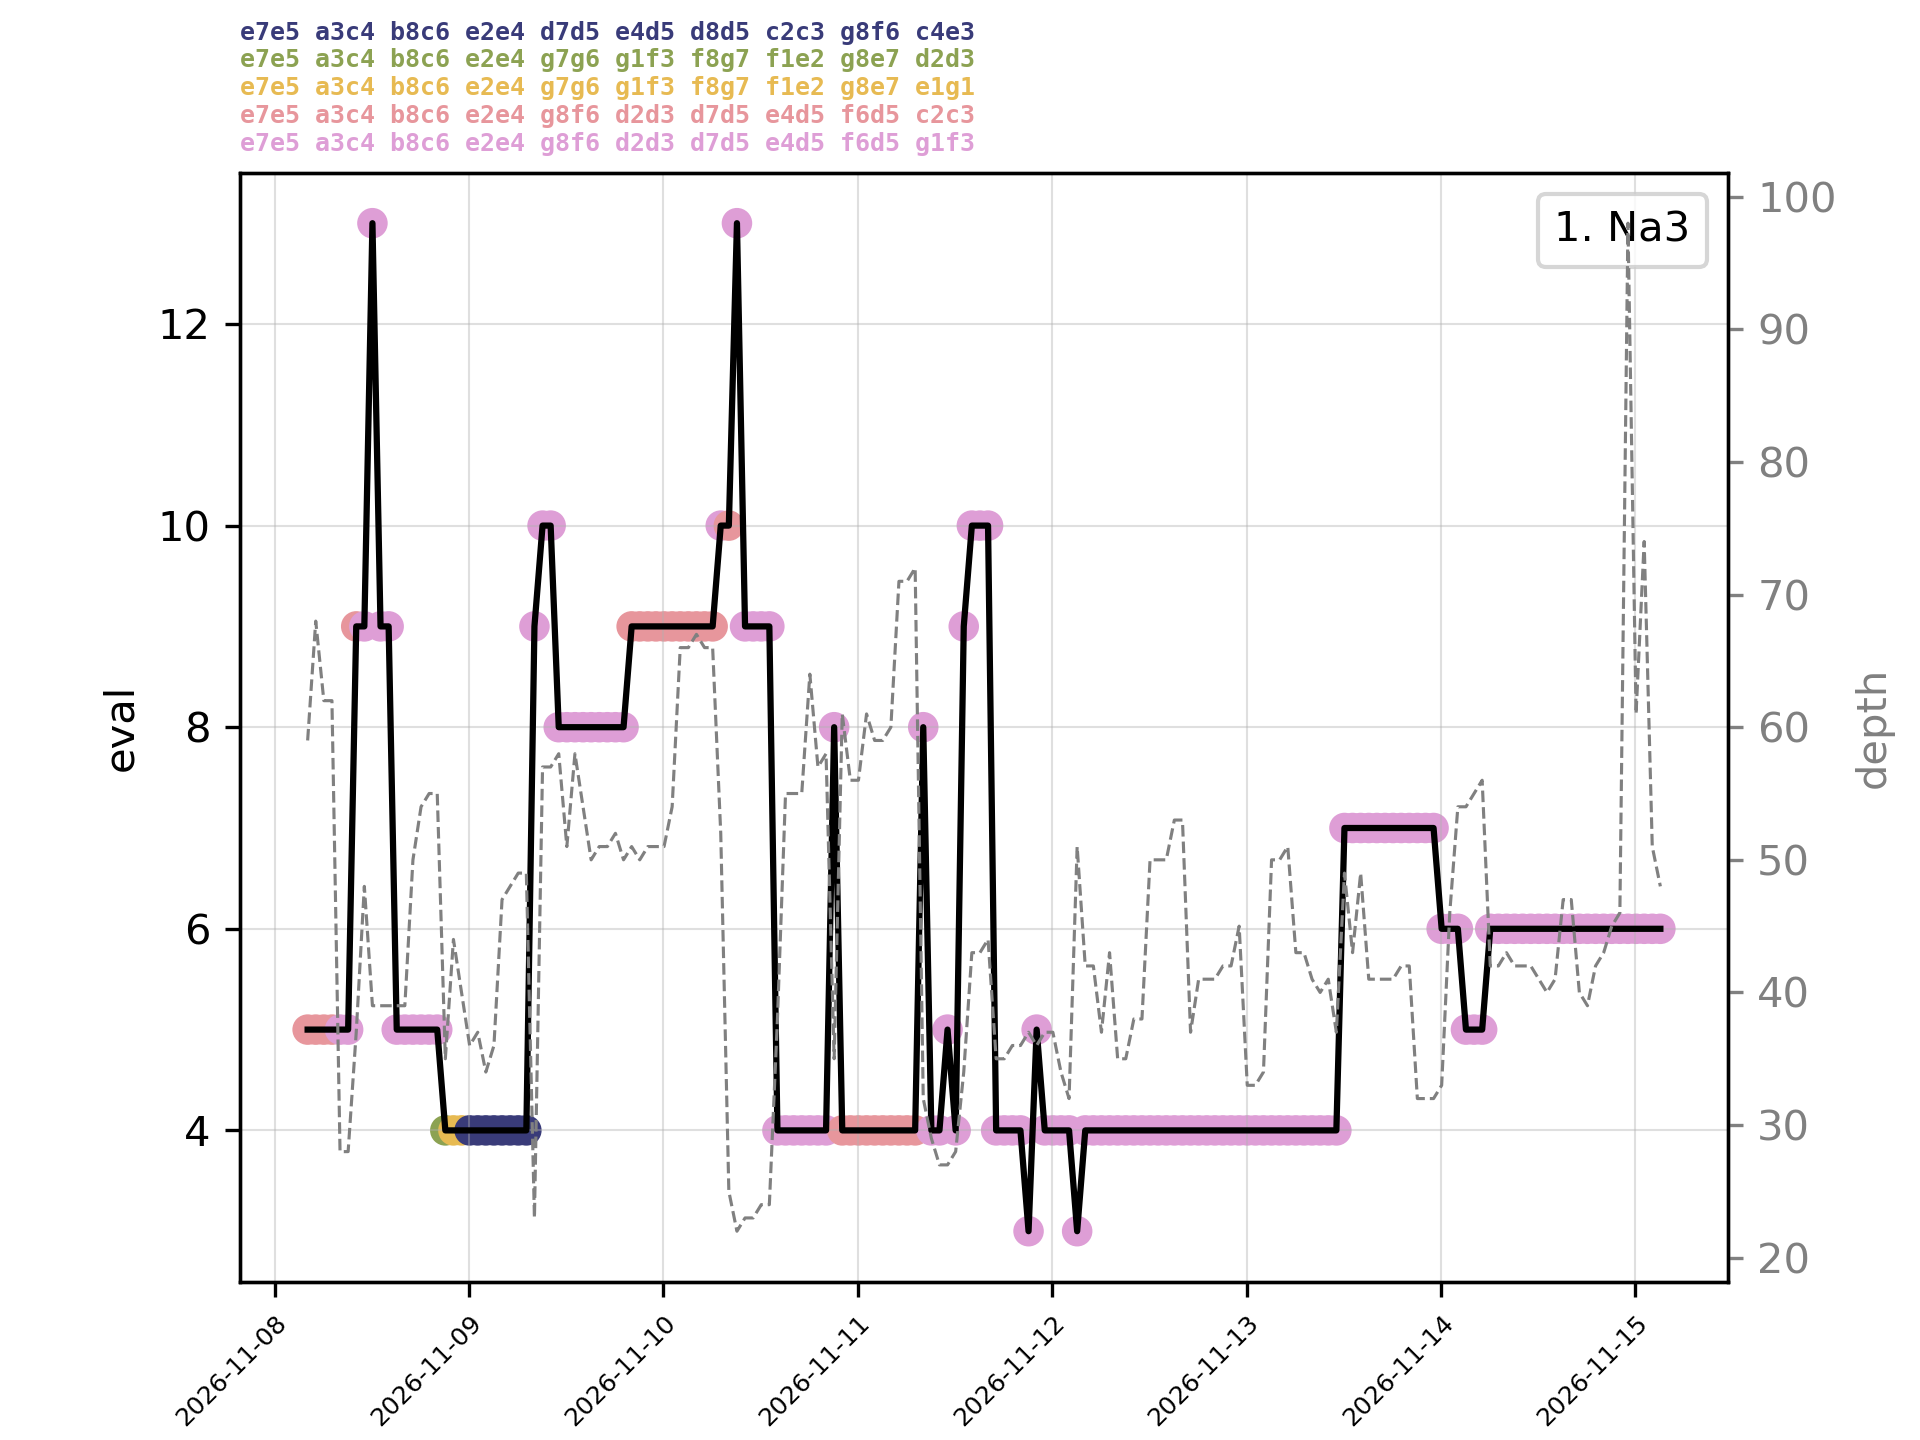 e7e5 a3c4 b8c6 e2e4 d7d5 e4d5 d8d5 c2c3 g8f6 c4e3
e7e5 a3c4 b8c6 e2e4 g7g6 g1f3 f8g7 f1e2 g8e7 d2d3
e7e5 a3c4 b8c6 e2e4 g7g6 g1f3 f8g7 f1e2 g8e7 e1g1
e7e5 a3c4 b8c6 e2e4 g8f6 d2d3 d7d5 e4d5 f6d5 c2c3
e7e5 a3c4 b8c6 e2e4 g8f6 d2d3 d7d5 e4d5 f6d5 g1f3
1. Na3
eval
12
10
8
6
4
100
90
80
70
60
50
40
30
20
depth
2026-11-08
2026-11-09
2026-11-10
2026-11-11
2026-11-12
2026-11-13
2026-11-14
2026-11-15